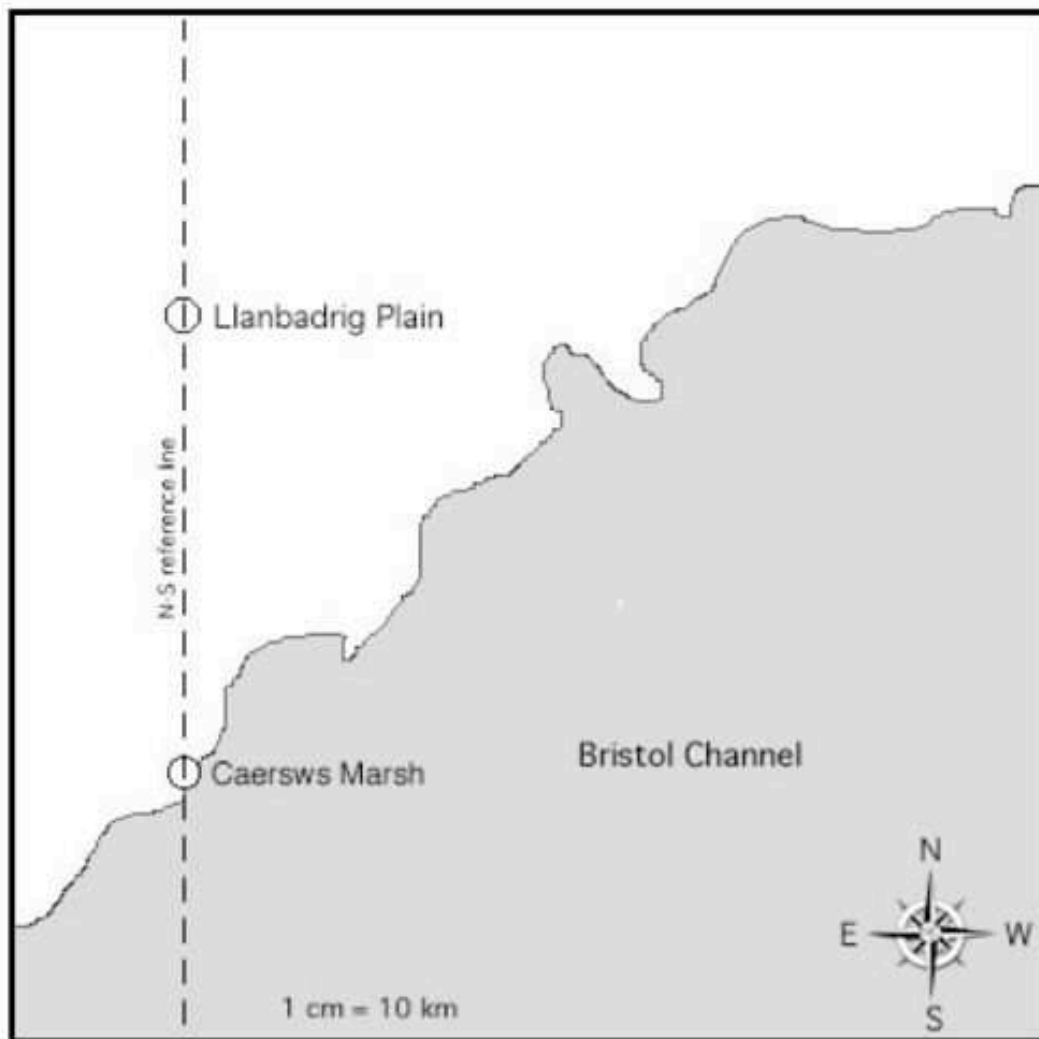 Llanbadrig Plain
N-S reference line
Caersws Marsh
Bristol Channel
N
E W
S
1 cm = 10 km